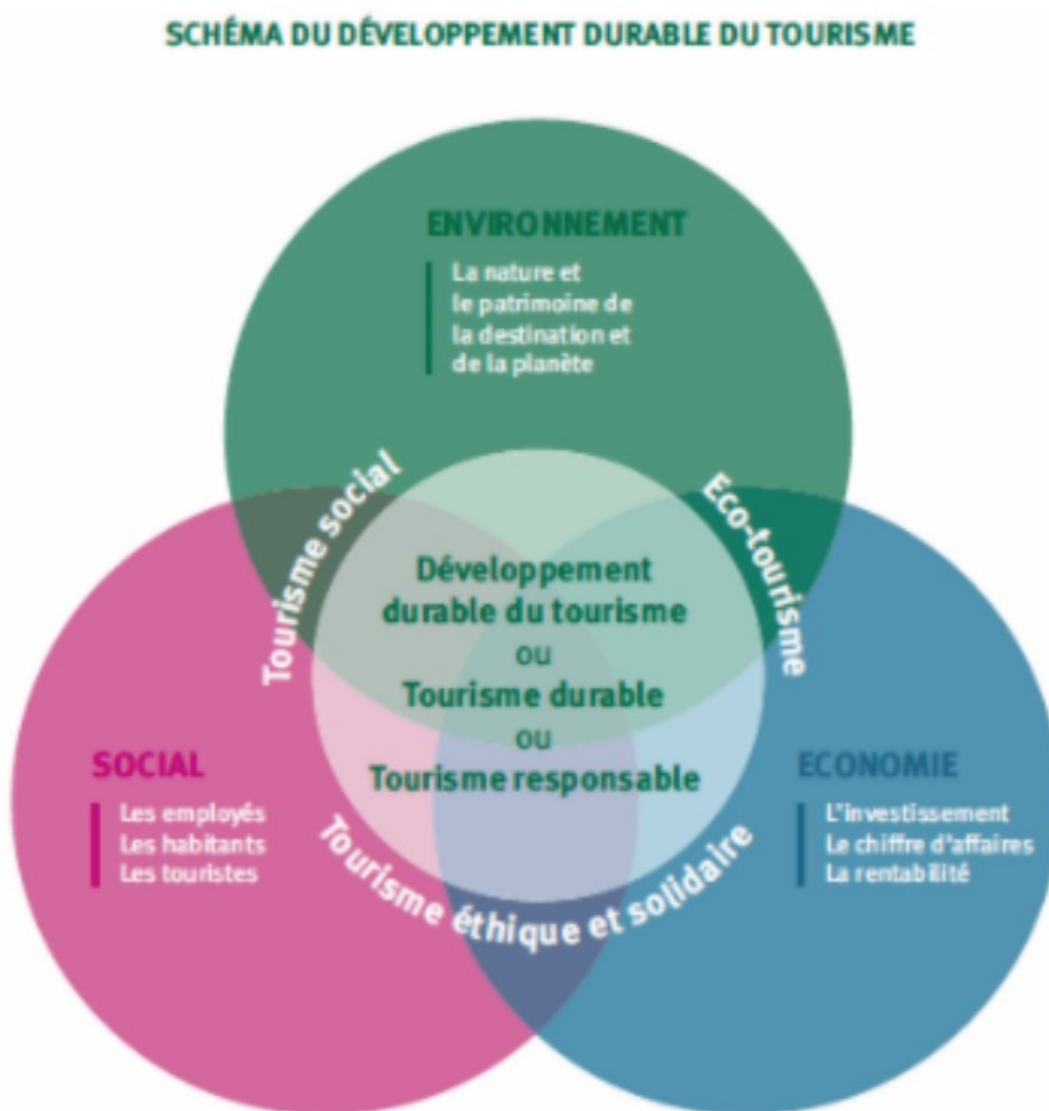 SCHÉMA DU DÉVELOPPEMENT DURABLE DU TOURISME
ENVIRONNEMENT
La nature et
le patrimoine de
la destination et
de la planète
Tourisme social
Eco-tourisme
Développement
durable du tourisme
ou
Tourisme durable
ou
Tourisme responsable
SOCIAL
Les employés
Les habitants
Les touristes
ECONOMIE
L'investissement
Le chiffre d'affaires
La rentabilité
Tourisme éthique et solidaire